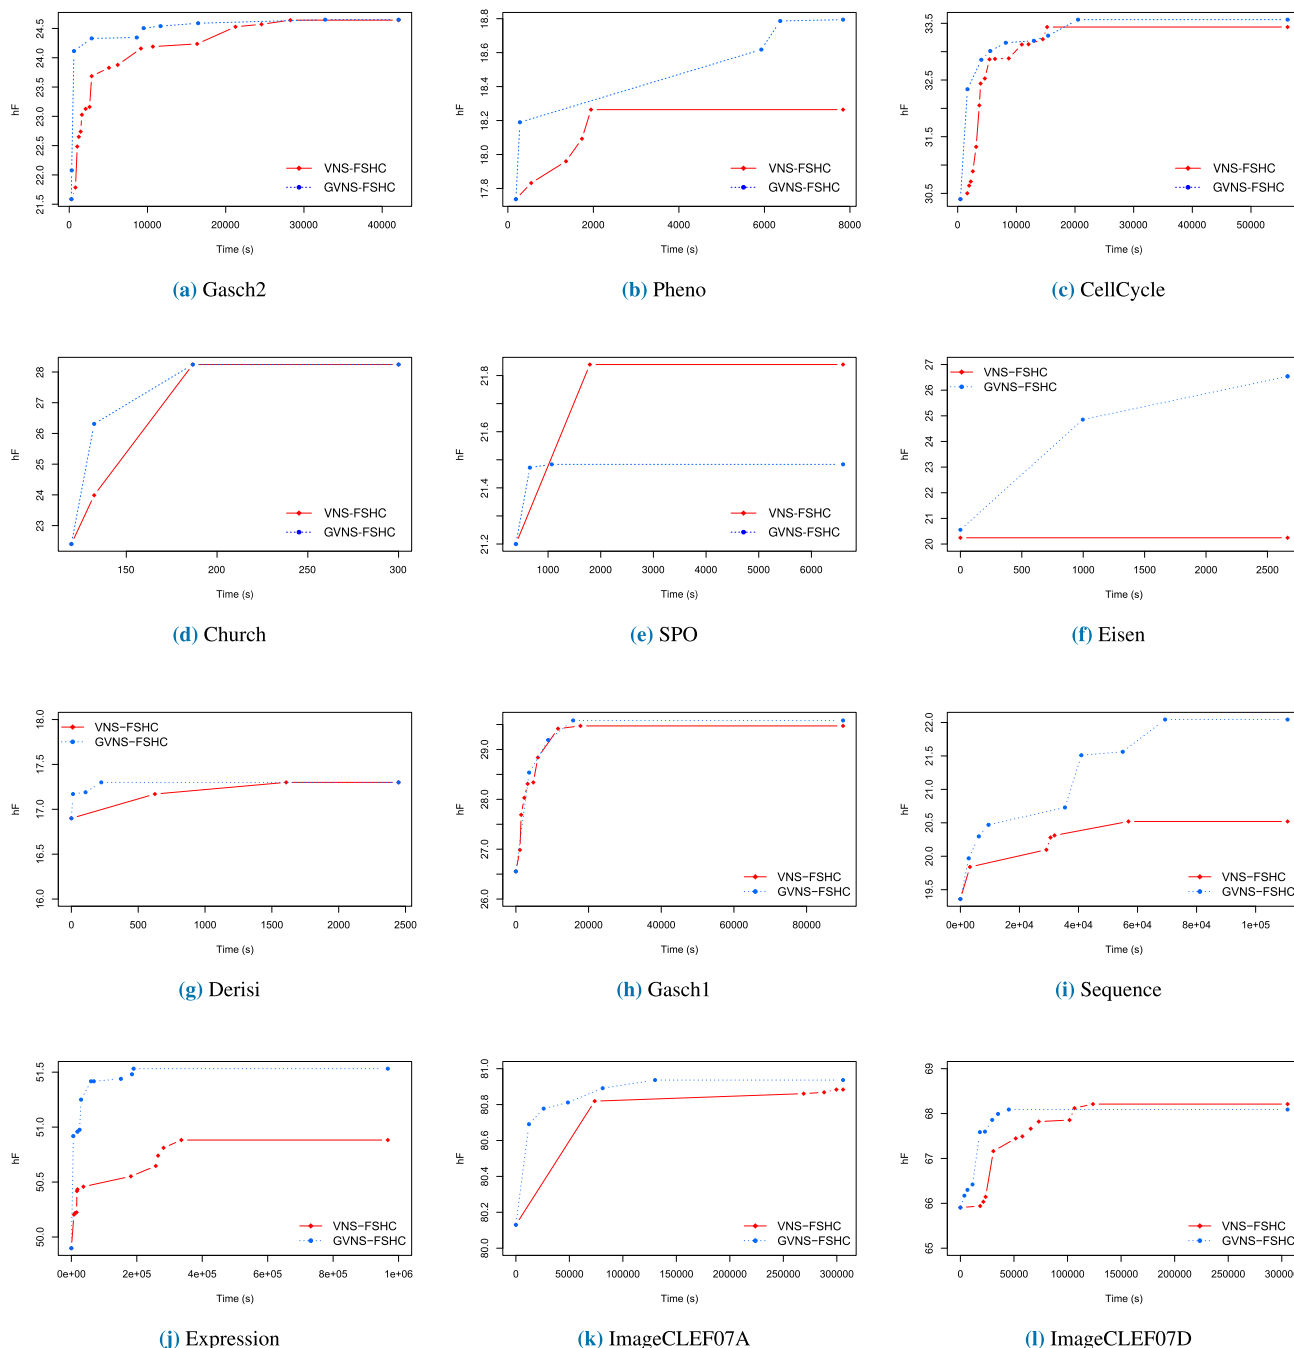 24.5
24.0
23.5
23.0
22.5
22.0
21.5
hF
VNS-FSHC
GVNS-FSHC
0 10000 20000 30000 40000
Time (s)
(a) Gasch2
18.8
18.6
18.4
18.2
18.0
17.8
hF
VNS-FSHC
GVNS-FSHC
0 2000 4000 6000 8000
Time (s)
(b) Pheno
33.5
32.5
31.5
30.5
hF
VNS-FSHC
GVNS-FSHC
0 10000 20000 30000 40000 50000
Time (s)
(c) CellCycle
28
27
26
25
24
23
hF
VNS-FSHC
GVNS-FSHC
150 200 250 300
Time (s)
(d) Church
21.8
21.6
21.4
21.2
hF
VNS-FSHC
GVNS-FSHC
1000 2000 3000 4000 5000 6000
Time (s)
(e) SPO
27
26
25
24
23
22
21
20
hF
VNS-FSHC
GVNS-FSHC
0 500 1000 1500 2000 2500
Time (s)
(f) Eisen
18.0
17.5
17.0
16.5
16.0
hF
VNS-FSHC
GVNS-FSHC
0 500 1000 1500 2000 2500
Time (s)
(g) Derisi
29.0
28.0
27.0
26.0
hF
VNS-FSHC
GVNS-FSHC
0 20000 40000 60000 80000
Time (s)
(h) Gasch1
22.0
21.5
21.0
20.5
20.0
19.5
hF
VNS-FSHC
GVNS-FSHC
0e+00 2e+04 4e+04 6e+04 8e+04 1e+05
Time (s)
(i) Sequence
51.5
51.0
50.5
50.0
hF
VNS-FSHC
GVNS-FSHC
0e+00 2e+05 4e+05 6e+05 8e+05 1e+06
Time (s)
(j) Expression
81.0
80.8
80.6
80.4
80.2
80.0
hF
VNS-FSHC
GVNS-FSHC
0 50000 100000 150000 200000 250000 300000
Time (s)
(k) ImageCLEF07A
69
68
67
66
65
hF
VNS-FSHC
GVNS-FSHC
0 50000 100000 150000 200000 250000 300000
Time (s)
(l) ImageCLEF07D